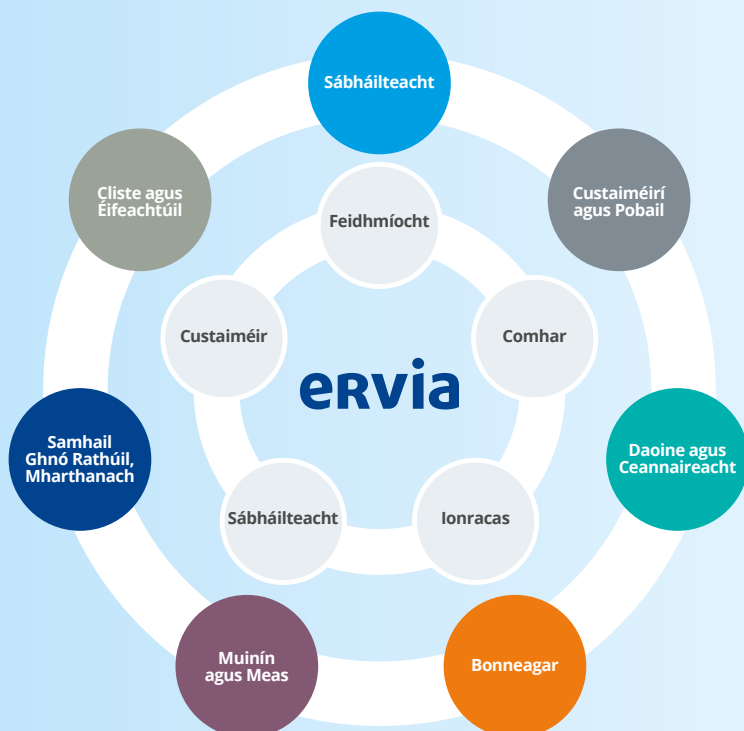 Sábháilteacht
Cliste agus
Éifeachtúil
Custaiméirí
agus Pobail
Feidhmíocht
Custaiméir
Comhar
ervia
Samhail
Ghnó Rathúil,
Mharthanach
Daoine agus
Ceannaireacht
Sábháilteacht
Ionracas
Muinín
agus Meas
Bonneagar